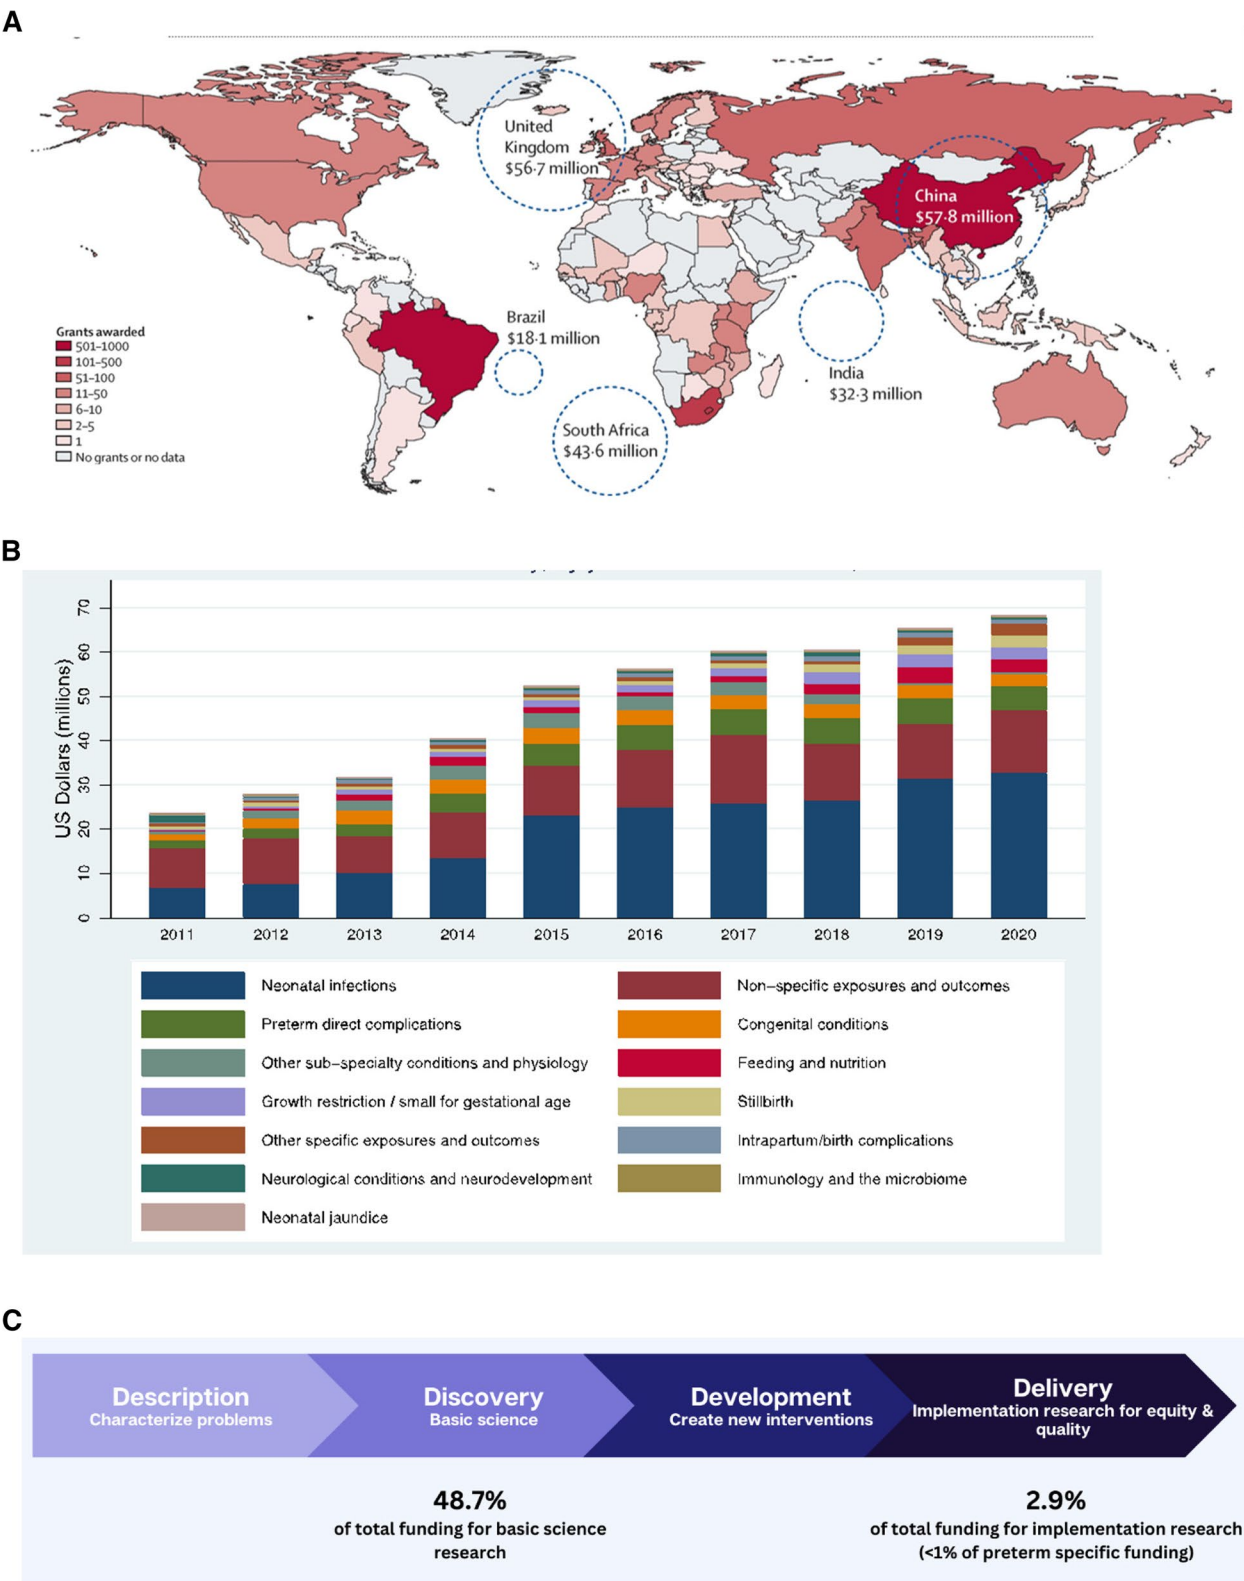 A
United
Kingdom
$56·7 million
China
$57·8 million
Brazil
$18·1 million
India
$32·3 million
South Africa
$43·6 million
Grants awarded
501–1000
101–500
51–100
11–50
6–10
2–5
1
No grants or no data
B
US Dollars (millions)
70
60
50
40
30
20
10
0
2011 2012 2013 2014 2015 2016 2017 2018 2019 2020
Neonatal infections
Non–specific exposures and outcomes
Preterm direct complications
Congenital conditions
Other sub–specialty conditions and physiology
Feeding and nutrition
Growth restriction / small for gestational age
Stillbirth
Other specific exposures and outcomes
Intrapartum/birth complications
Neurological conditions and neurodevelopment
Immunology and the microbiome
Neonatal jaundice
C
Description
Characterize problems
Discovery
Basic science
Development
Create new interventions
Delivery
Implementation research for equity &
quality
48.7%
of total funding for basic science
research
2.9%
of total funding for implementation research
(<1% of preterm specific funding)